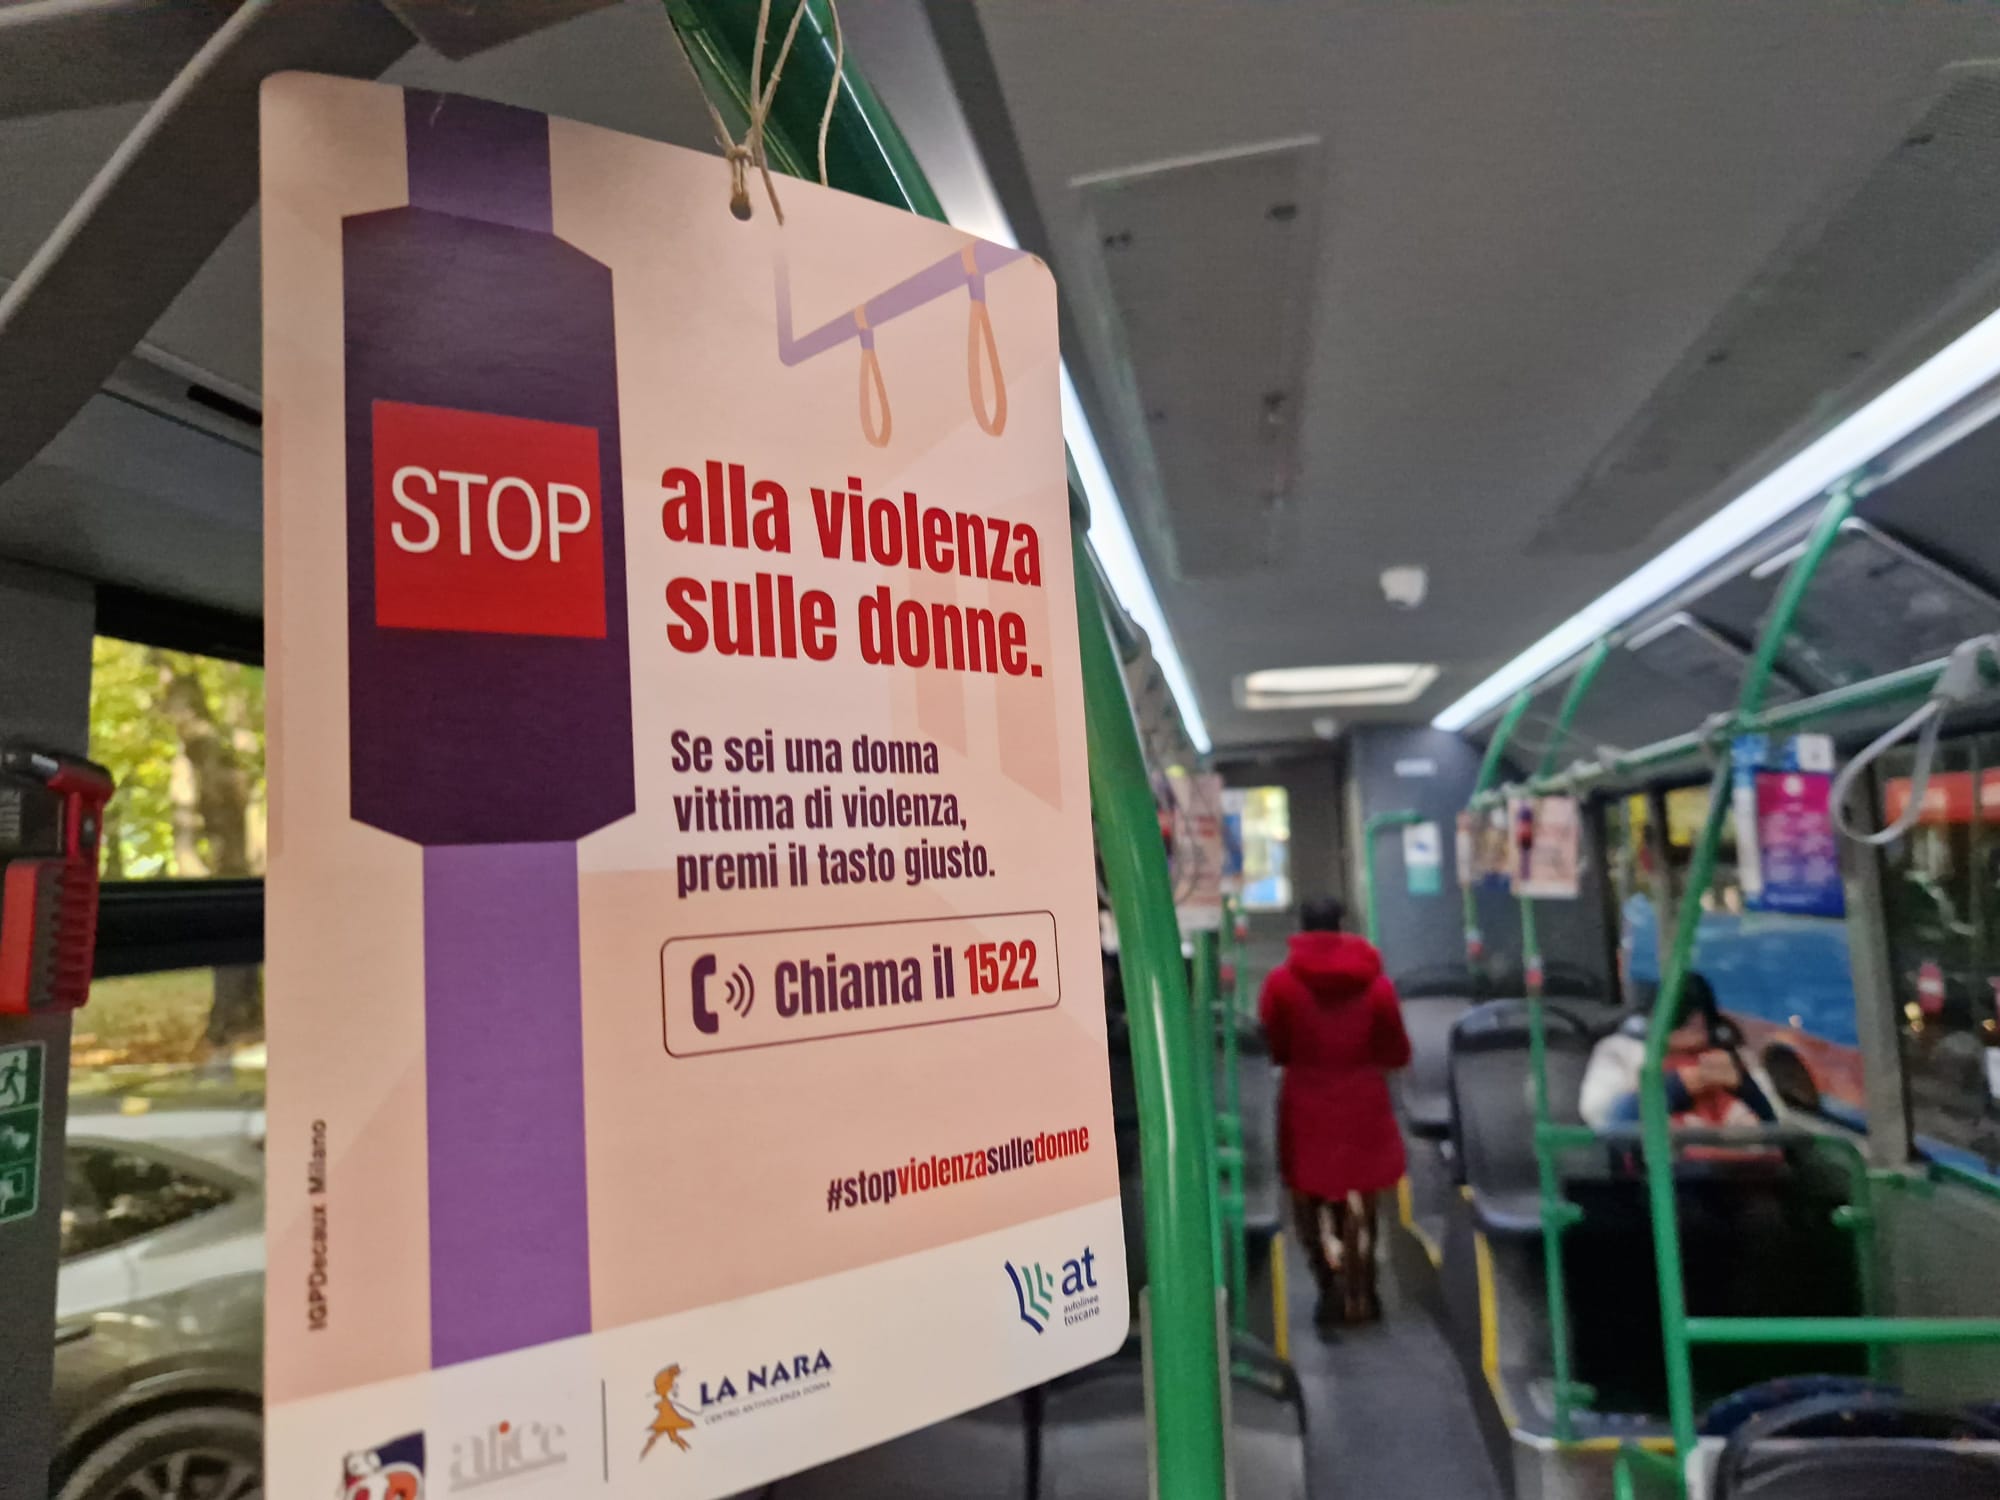 STOP
alla violenza
sulle donne.
Se sei una donna
vittima di violenza,
premi il tasto giusto.
Chiama il 1522
#stopviolenzasulledonne
IGPDecaux Milano
at
autolinee
toscane
LA NARA
CENTRO ANTIVIOLENZA DONNA
alice